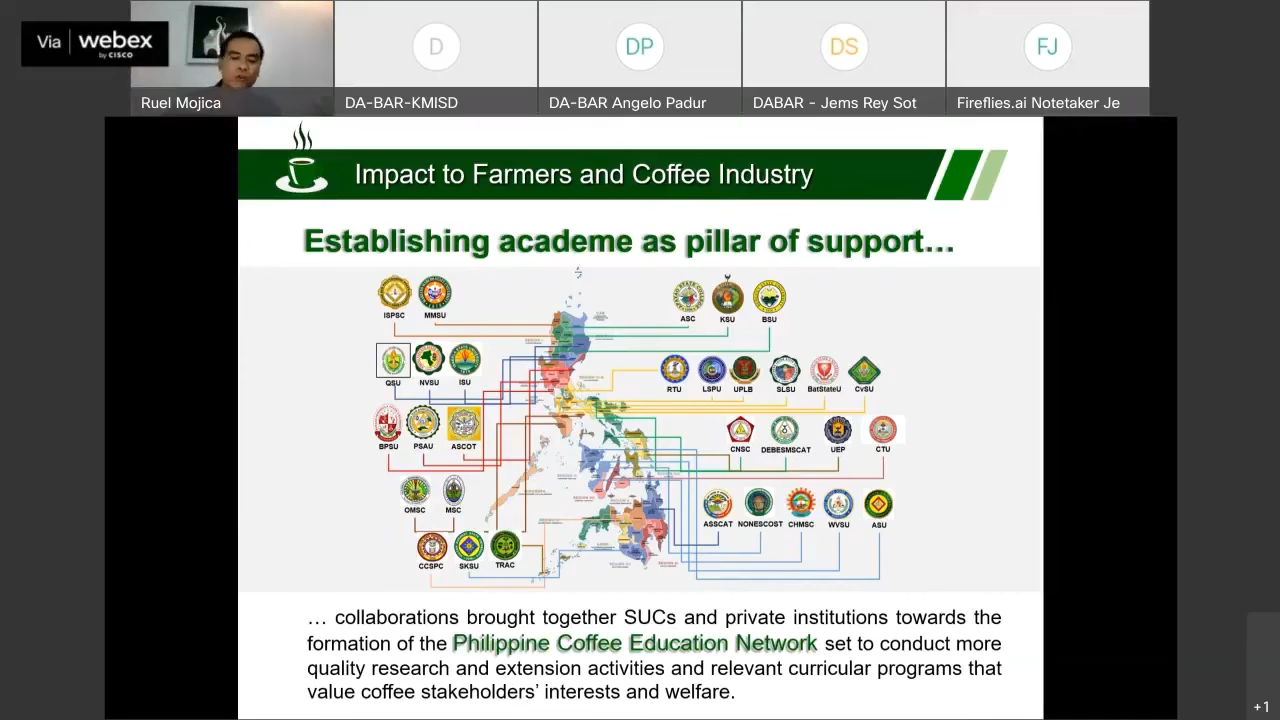 Via webex
by CISCO
Ruel Mojica
D
DA-BAR-KMISD
DP
DA-BAR Angelo Padur
DS
DABAR - Jems Rey Sot
FJ
Fireflies.ai Notetaker Je
Impact to Farmers and Coffee Industry
Establishing academe as pillar of support…
ISPSC MMSU
ASC KSU BSU
QSU NVSU ISU
RTU LSPU UPLB SLSU BatStateU CvSU
BPSU PSAU ASCOT
CNSC DEBESMSCAT UEP CTU
OMSC MSC
ASSCAT NONESCOST CHMSC WVSU ASU
CCSPC SKSU TRAC
… collaborations brought together SUCs and private institutions towards the
formation of the Philippine Coffee Education Network set to conduct more
quality research and extension activities and relevant curricular programs that
value coffee stakeholders’ interests and welfare.
+1